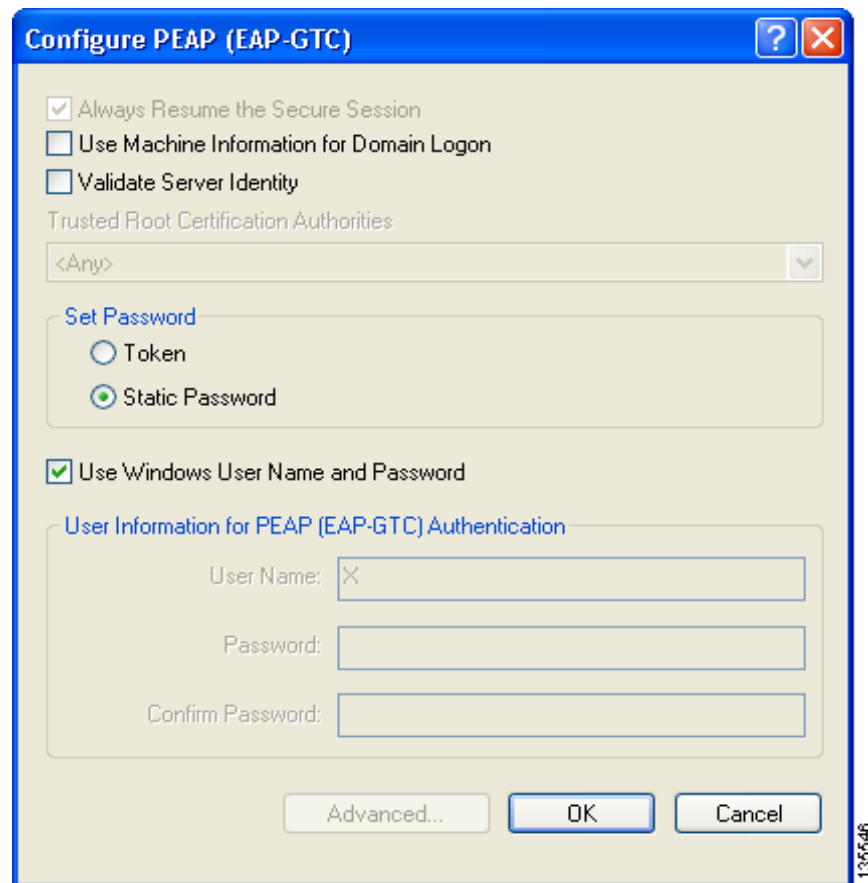 Configure PEAP (EAP-GTC)
Always Resume the Secure Session
Use Machine Information for Domain Logon
Validate Server Identity
Trusted Root Certification Authorities
<Any>
Set Password
Token
Static Password
Use Windows User Name and Password
User Information for PEAP (EAP-GTC) Authentication
User Name: X
Password:
Confirm Password:
Advanced... OK Cancel
135546